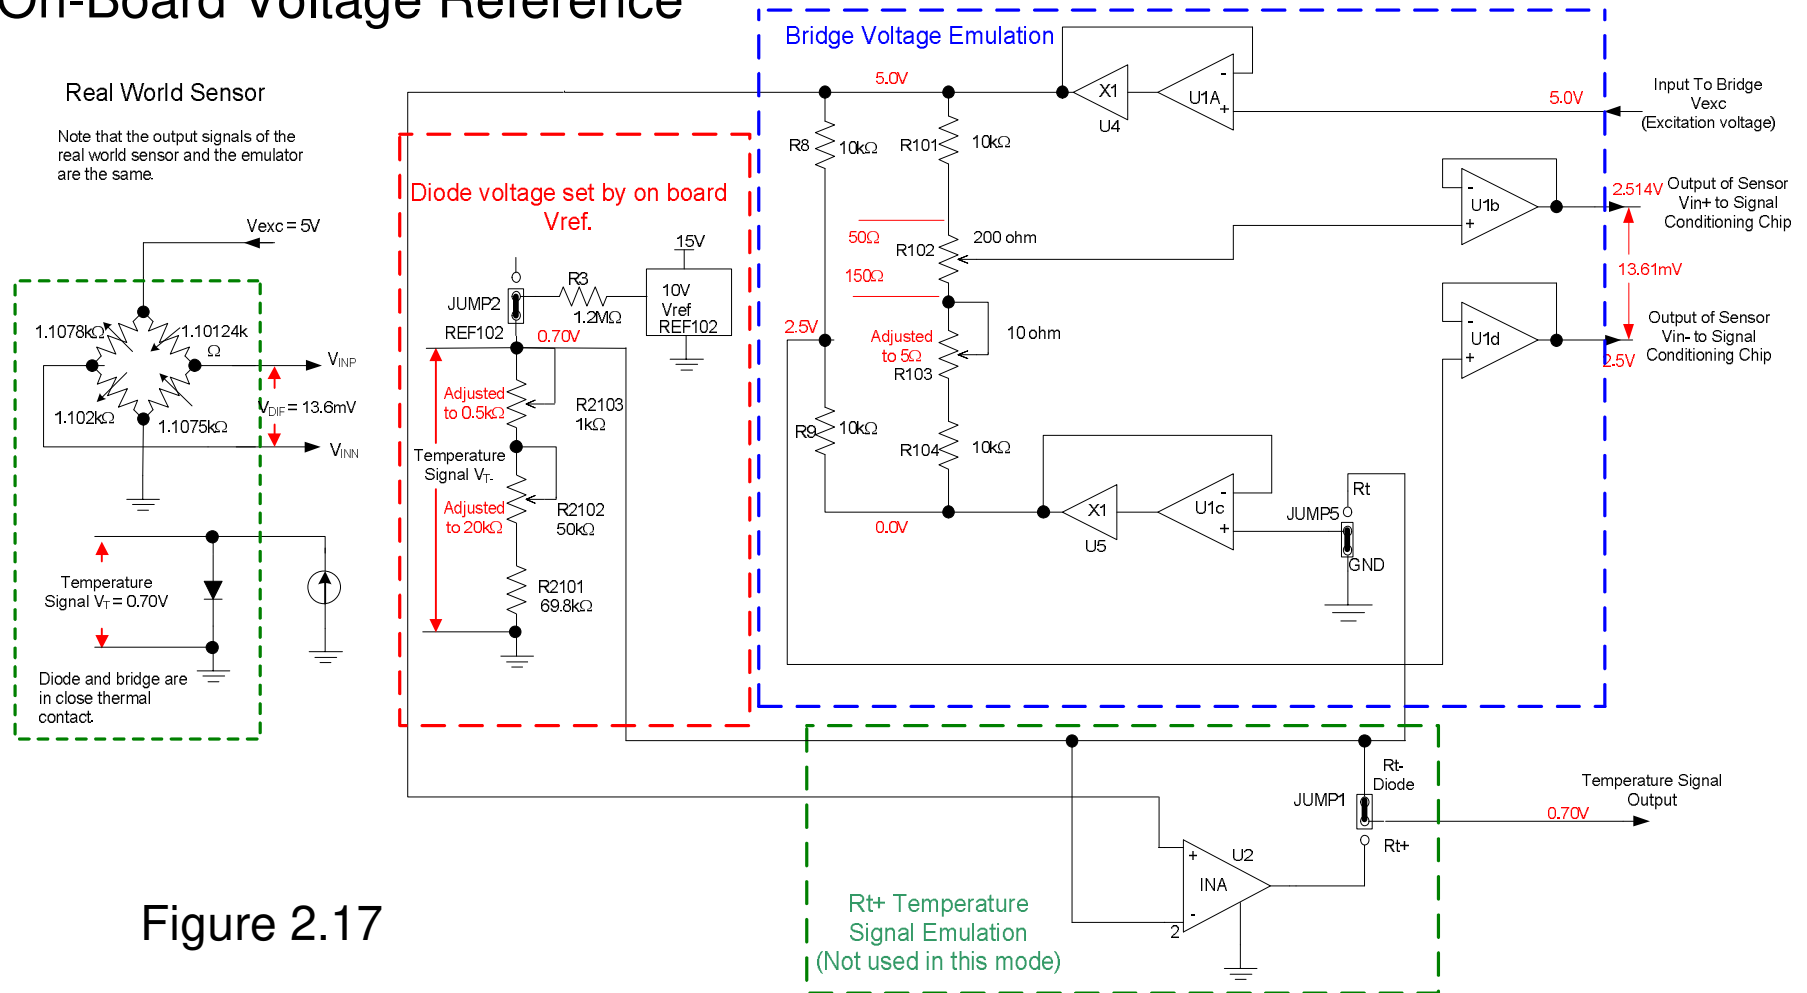 On-Board Voltage Reference
Real World Sensor
Note that the output signals of the
real world sensor and the emulator
are the same.
Vexc = 5V
1.1078kΩ
1.10124k
Ω
1.102kΩ
1.1075kΩ
VINP
VDIF = 13.6mV
VINN
Temperature
Signal VT = 0.70V
Diode and bridge are
in close thermal
contact.
Diode voltage set by on board
Vref.
15V
10V
Vref
REF102
R3
1.2MΩ
JUMP2
REF102
0.70V
Adjusted
to 0.5kΩ
R2103
1kΩ
Temperature
Signal VT-
Adjusted
to 20kΩ
R2102
50kΩ
R2101
69.8kΩ
Bridge Voltage Emulation
5.0V
R8
10kΩ
R101
10kΩ
X1
U4
-
U1A
+
5.0V
Input To Bridge
Vexc
(Excitation voltage)
50Ω
R102
200 ohm
150Ω
-
U1b
+
2.514V
Output of Sensor
Vin+ to Signal
Conditioning Chip
13.61mV
2.5V
Adjusted
to 5Ω
R103
10 ohm
-
U1d
+
2.5V
Output of Sensor
Vin- to Signal
Conditioning Chip
R9
10kΩ
R104
10kΩ
0.0V
X1
U5
-
U1c
+
Rt
JUMP5
GND
Rt-
Diode
JUMP1
Rt+
0.70V
Temperature Signal
Output
+
U2
INA
-
2
Rt+ Temperature
Signal Emulation
(Not used in this mode)
Figure 2.17